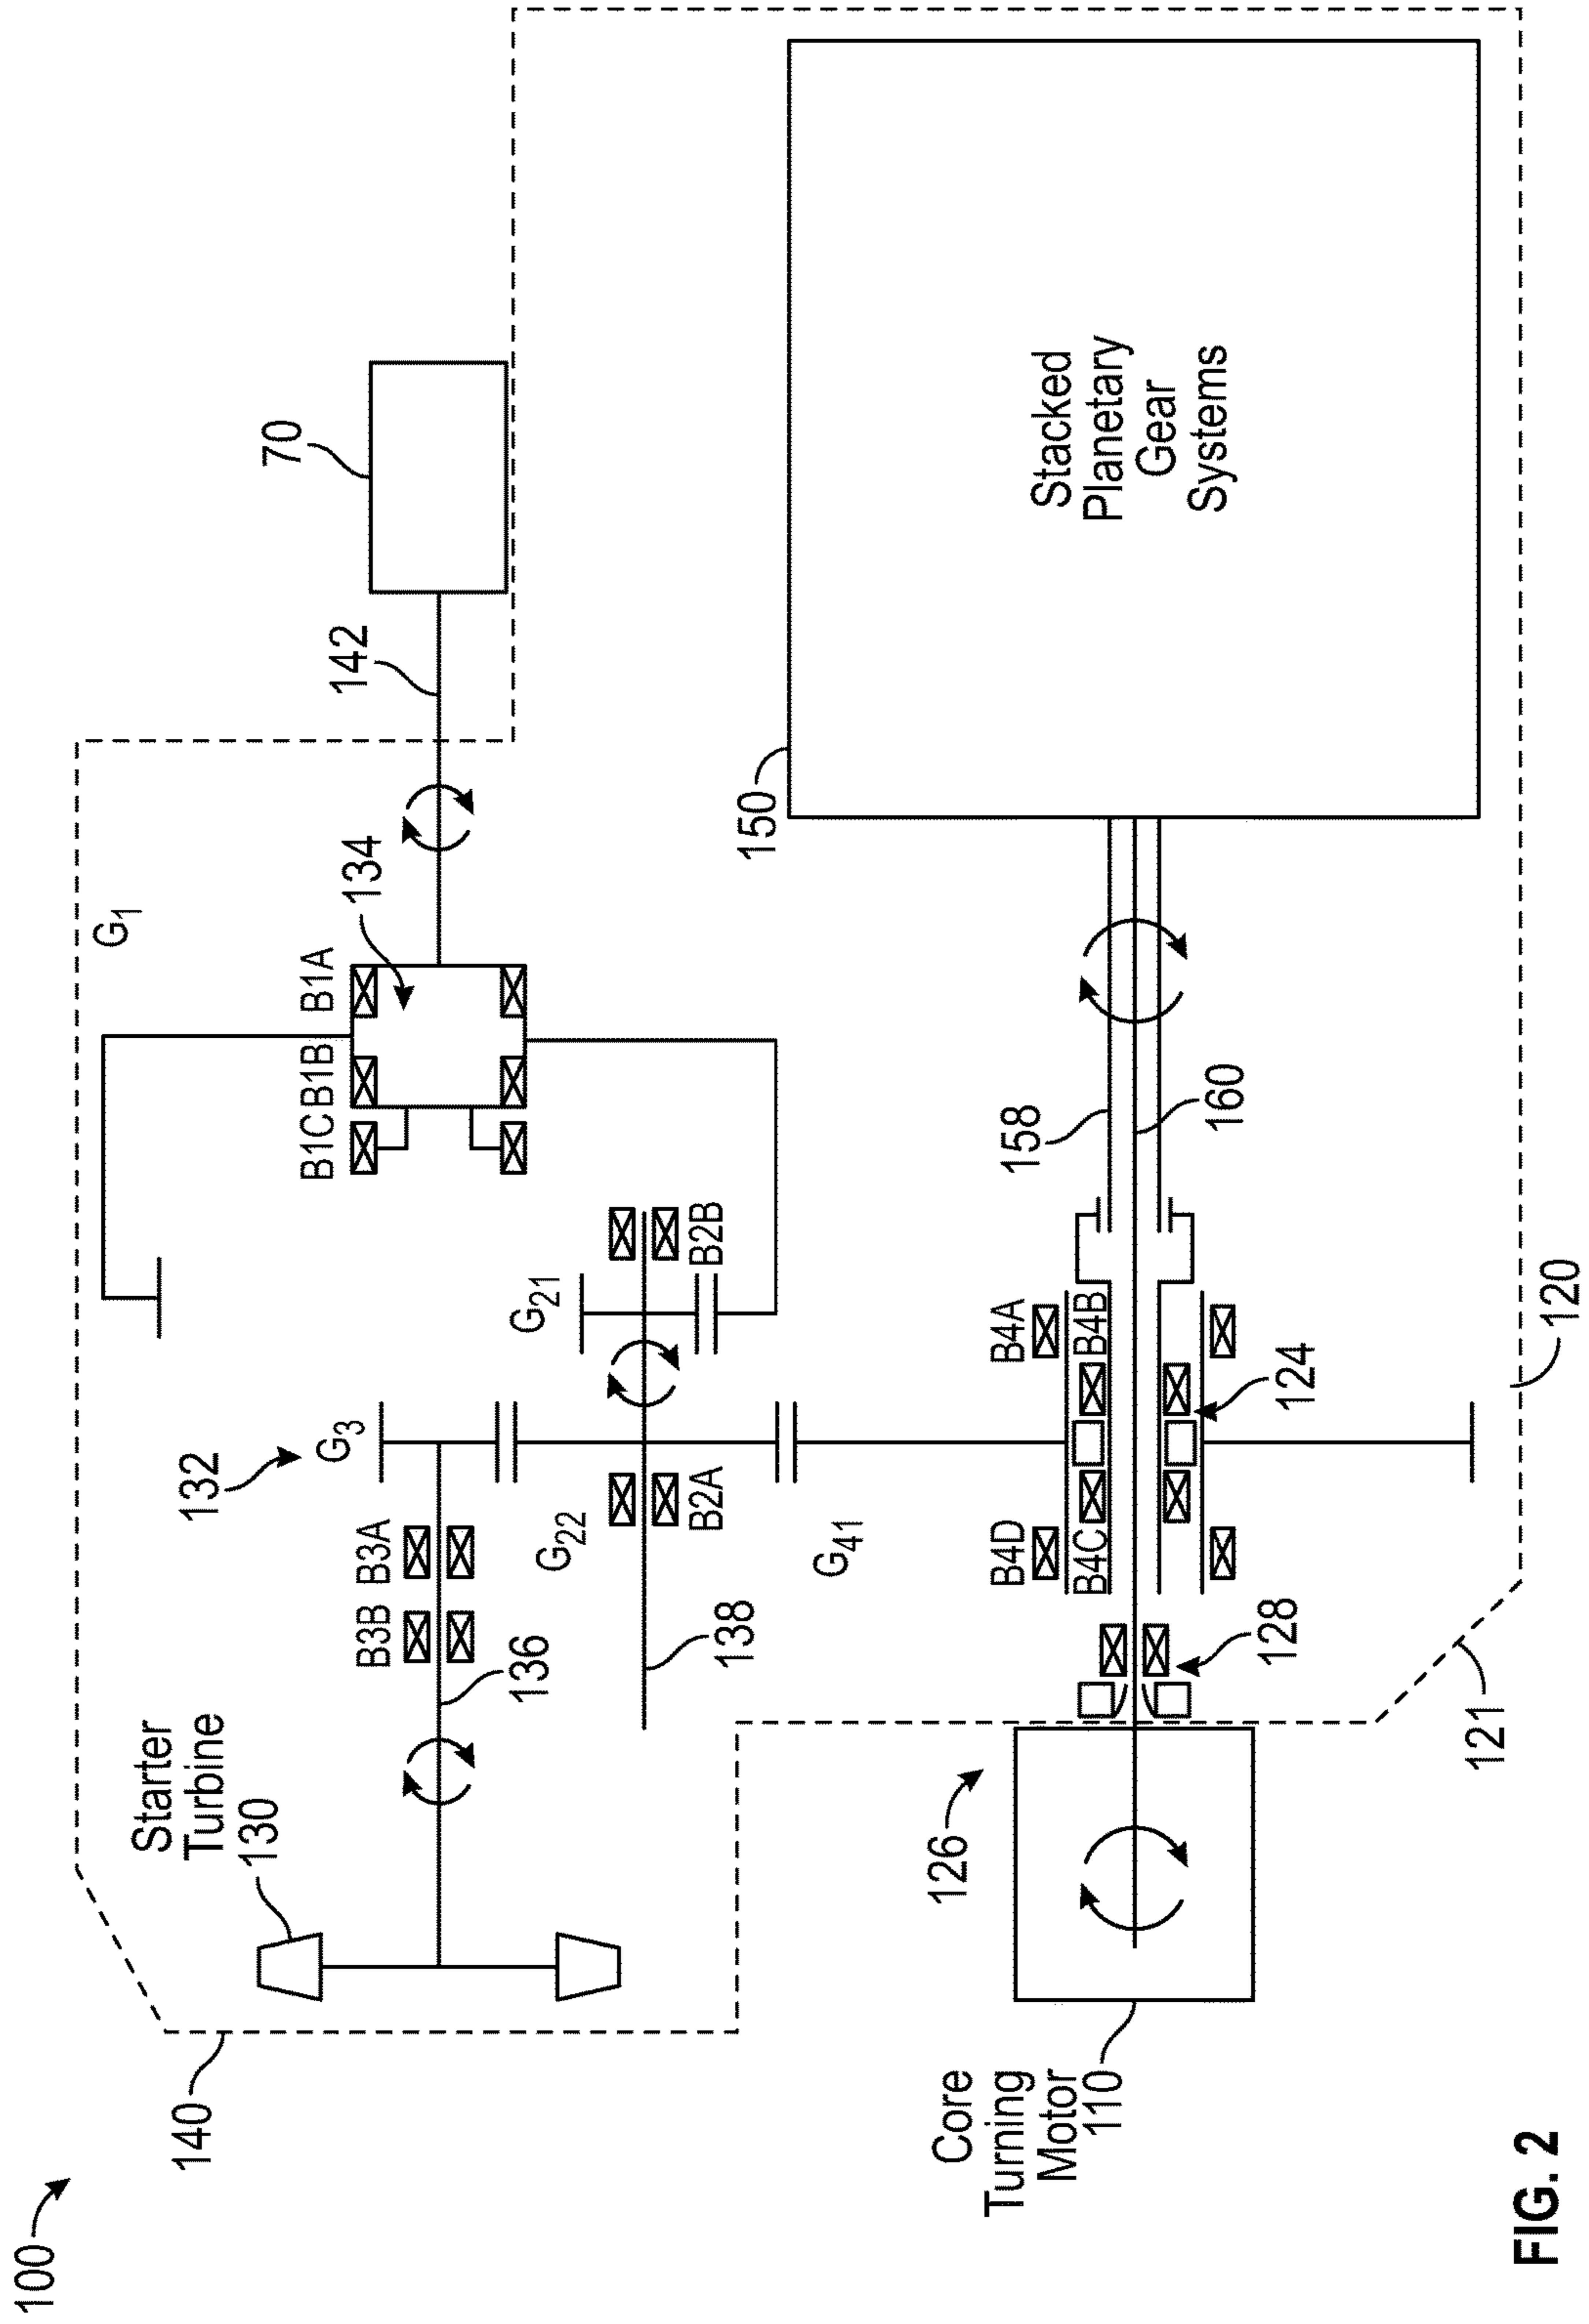 100
140
Starter
Turbine
130
132
G3
B3B
B3A
136
G22
B2A
G21
B2B
138
G1
B1C
B1B
B1A
134
142
70
G41
B4D
B4C
B4A
B4B
124
128
126
Core
Turning
Motor
110
158
160
150
Stacked
Planetary
Gear
Systems
120
121
FIG. 2